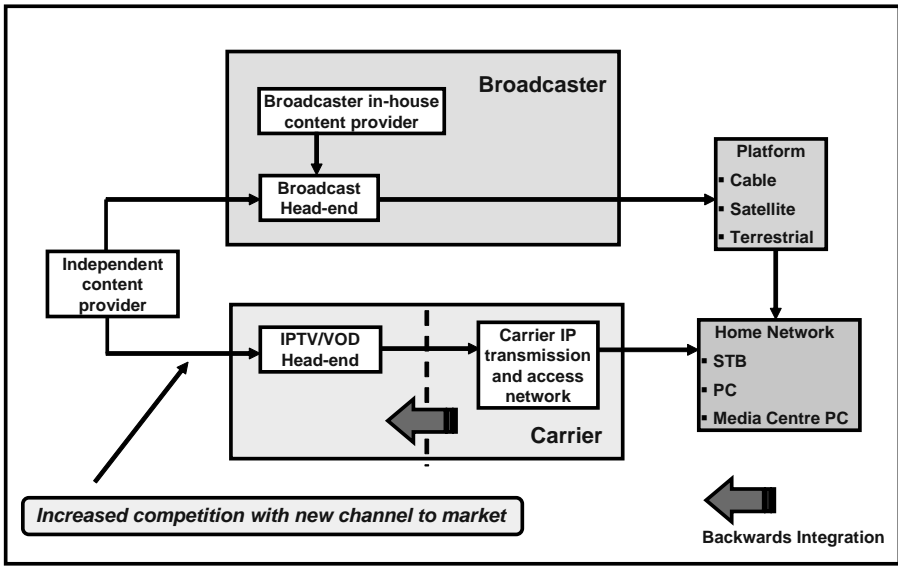 Broadcaster
Broadcaster in-house
content provider
Broadcast
Head-end
Platform
▪ Cable
▪ Satellite
▪ Terrestrial
Independent
content
provider
IPTV/VOD
Head-end
Carrier IP
transmission
and access
network
Carrier
Home Network
▪ STB
▪ PC
▪ Media Centre PC
Increased competition with new channel to market
Backwards Integration